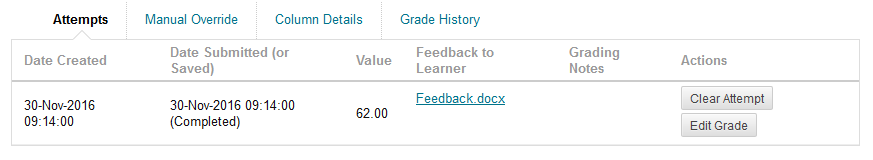 Attempts Manual Override Column Details Grade History
Date Created Date Submitted (or Saved) Value Feedback to Learner Grading Notes Actions
30-Nov-2016 09:14:00 30-Nov-2016 09:14:00 (Completed) 62.00 Feedback.docx Clear Attempt
Edit Grade